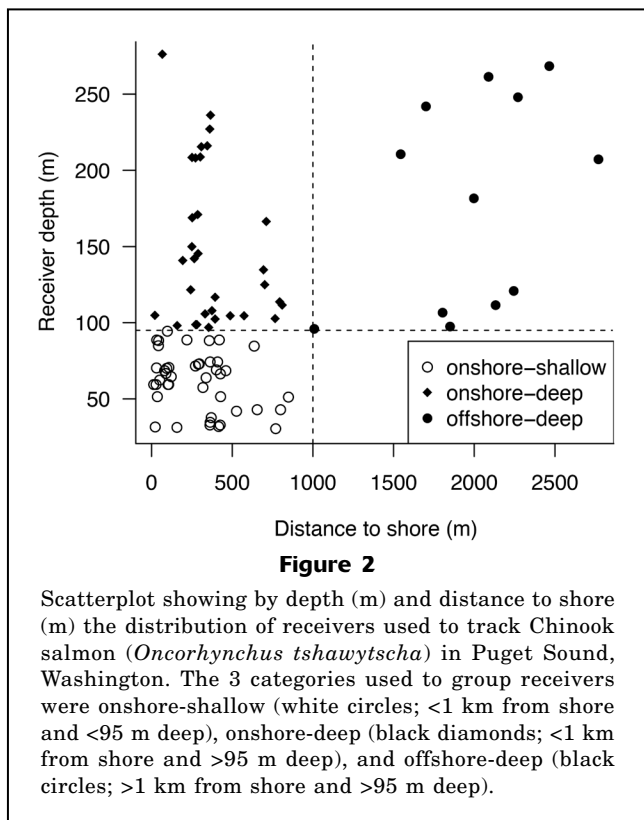 250
200
150
100
50
Receiver depth (m)
onshore−shallow
onshore−deep
offshore−deep
0 500 1000 1500 2000 2500
Distance to shore (m)
Figure 2
Scatterplot showing by depth (m) and distance to shore
(m) the distribution of receivers used to track Chinook
salmon (Oncorhynchus tshawytscha) in Puget Sound,
Washington. The 3 categories used to group receivers
were onshore-shallow (white circles; <1 km from shore
and <95 m deep), onshore-deep (black diamonds; <1 km
from shore and >95 m deep), and offshore-deep (black
circles; >1 km from shore and >95 m deep).